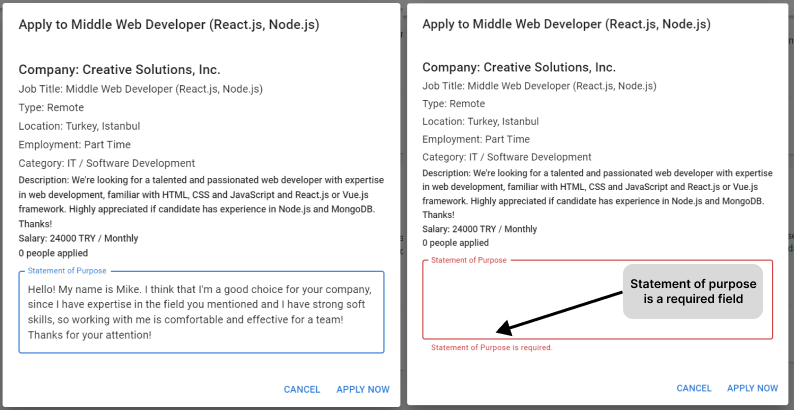 Apply to Middle Web Developer (React.js, Node.js)
Company: Creative Solutions, Inc.
Job Title: Middle Web Developer (React.js, Node.js)
Type: Remote
Location: Turkey, Istanbul
Employment: Part Time
Category: IT / Software Development
Description: We're looking for a talented and passionated web developer with expertise
in web development, familiar with HTML, CSS and JavaScript and React.js or Vue.js
framework. Highly appreciated if candidate has experience in Node.js and MongoDB.
Thanks!
Salary: 24000 TRY / Monthly
0 people applied
Statement of Purpose
Hello! My name is Mike. I think that I'm a good choice for your company,
since I have expertise in the field you mentioned and I have strong soft
skills, so working with me is comfortable and effective for a team!
Thanks for your attention!
CANCEL APPLY NOW
Apply to Middle Web Developer (React.js, Node.js)
Company: Creative Solutions, Inc.
Job Title: Middle Web Developer (React.js, Node.js)
Type: Remote
Location: Turkey, Istanbul
Employment: Part Time
Category: IT / Software Development
Description: We're looking for a talented and passionated web developer with expertise
in web development, familiar with HTML, CSS and JavaScript and React.js or Vue.js
framework. Highly appreciated if candidate has experience in Node.js and MongoDB.
Thanks!
Salary: 24000 TRY / Monthly
0 people applied
Statement of Purpose
Statement of purpose
is a required field
Statement of Purpose is required.
CANCEL APPLY NOW